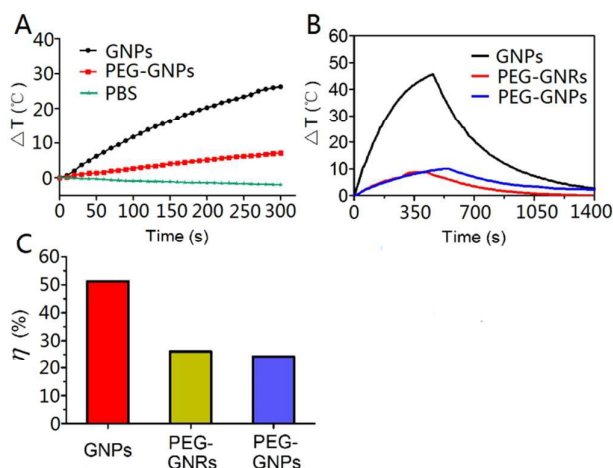 A
△T(℃)
40
30
20
10
0
GNPs
PEG-GNPs
PBS
0 50 100 150 200 250 300
Time (s)
B
△T(℃)
60
50
40
30
20
10
0
GNPs
PEG-GNRs
PEG-GNPs
0 350 700 1050 1400
Time (s)
C
η (%)
60
50
40
30
20
10
0
GNPs
PEG-
GNRs
PEG-
GNPs